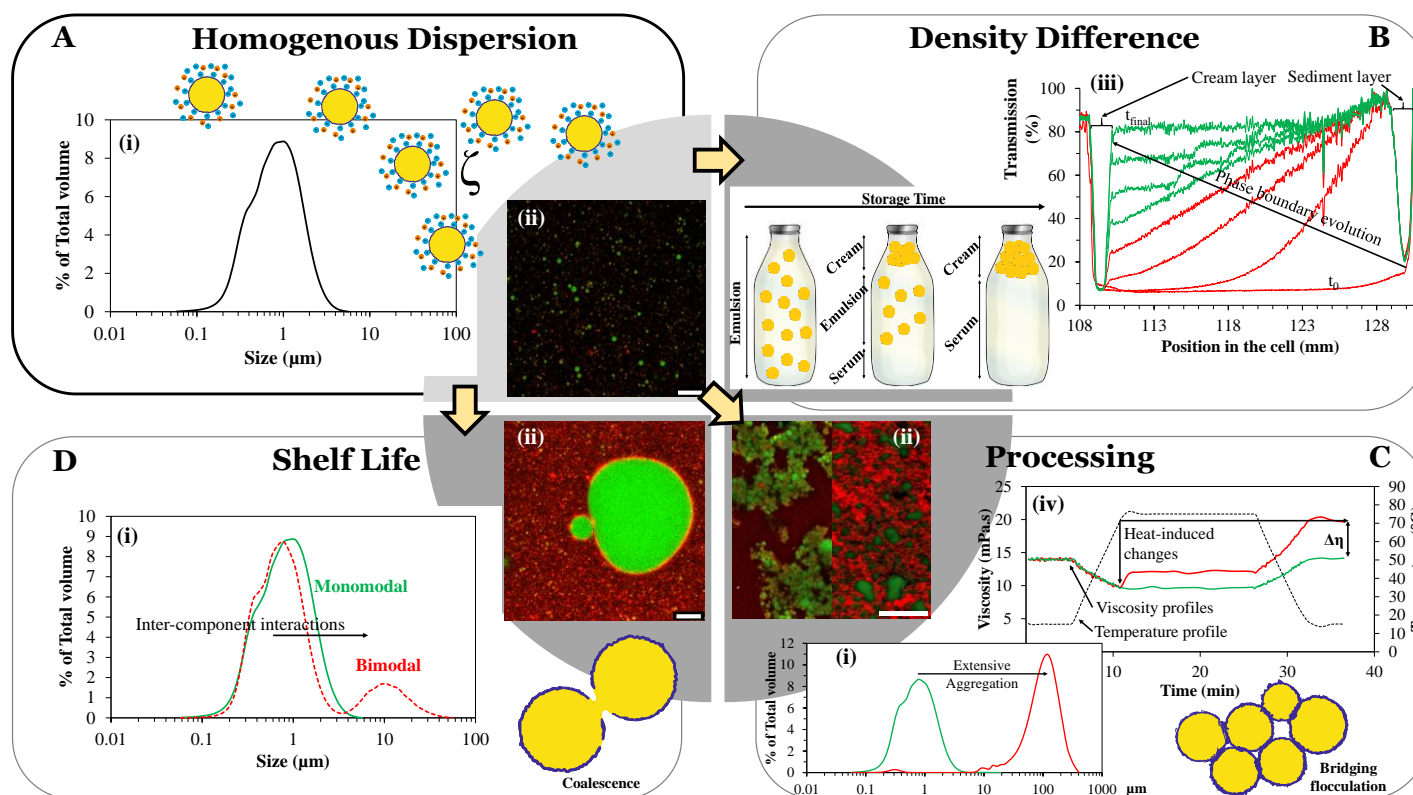 A
Homogenous Dispersion
(i)
% of Total volume
10
8
6
4
2
0
0.01
0.1
1
10
100
Size (µm)
ζ
(ii)
Density Difference
B
Cream layer
Sediment layer
(iii)
Transmission
(%)
100
80
60
40
20
0
tfinal
Phase boundary evolution
t0
108
113
118
123
128
Position in the cell (mm)
Storage Time
Emulsion
Cream
Emulsion
Serum
Cream
Serum
D
Shelf Life
(i)
% of Total volume
10
9
8
7
6
5
4
3
2
1
0
Monomodal
Inter-component interactions
Bimodal
0.01
0.1
1
10
100
Size (µm)
(ii)
Coalescence
(ii)
Processing
C
(iv)
Viscosity (mPa.s)
25
20
15
10
5
90
80
70
60
50
40
30
20
10
0
Heat-induced
changes
Δη
Viscosity profiles
Temperature profile
10
20
30
40
Time (min)
(i)
% of Total volume
12
10
8
6
4
2
0
Extensive
Aggregation
0.01
0.1
1
10
100
1000
µm
Bridging
flocculation